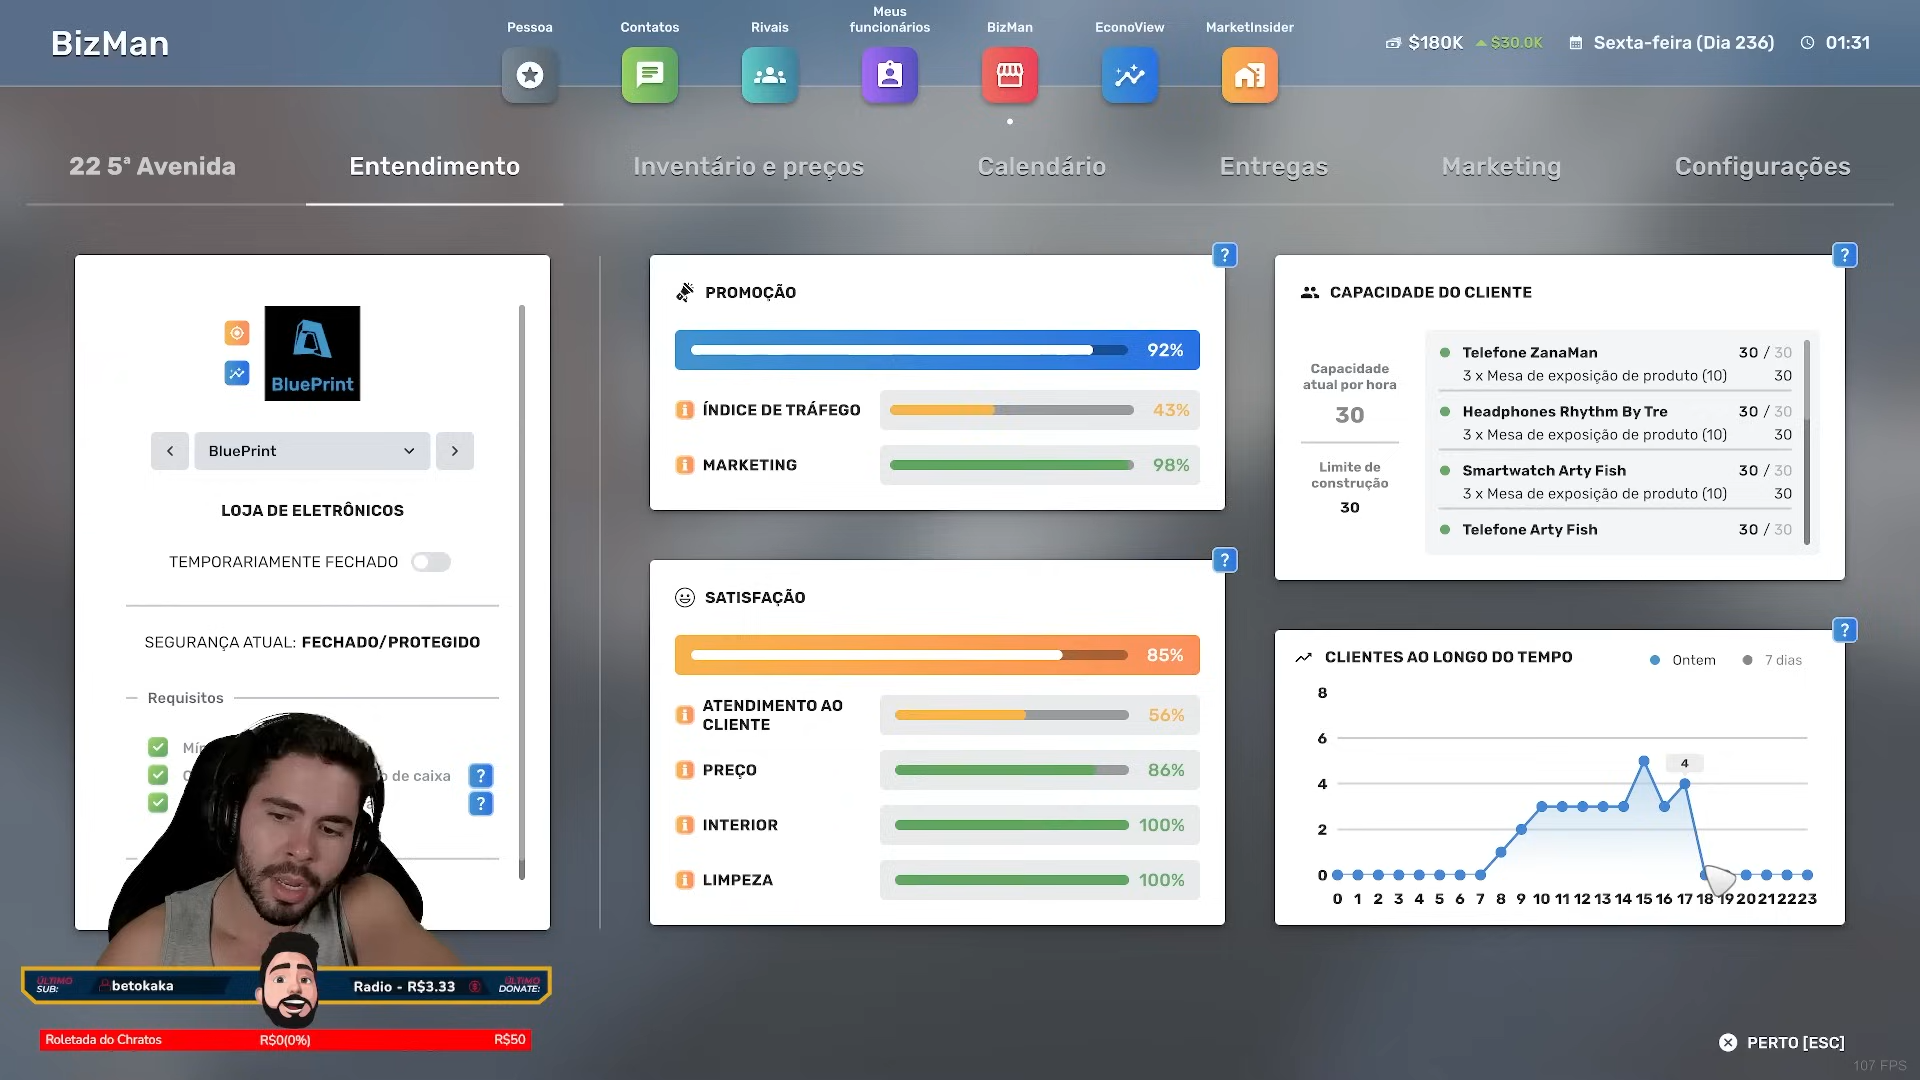 BizMan
Pessoa
Contatos
Rivais
Meus funcionários
BizMan
EconoView
MarketInsider
$180K
$30.0K
Sexta-feira (Dia 236)
01:31
22 5ª Avenida
Entendimento
Inventário e preços
Calendário
Entregas
Marketing
Configurações
BluePrint
BluePrint
LOJA DE ELETRÔNICOS
TEMPORARIAMENTE FECHADO
SEGURANÇA ATUAL: FECHADO/PROTEGIDO
Requisitos
de caixa
?
?
PROMOÇÃO
?
92%
ÍNDICE DE TRÁFEGO
43%
MARKETING
98%
SATISFAÇÃO
?
85%
ATENDIMENTO AO CLIENTE
56%
PREÇO
86%
INTERIOR
100%
LIMPEZA
100%
CAPACIDADE DO CLIENTE
?
Capacidade atual por hora
30
Limite de construção
30
Telefone ZanaMan 30 / 30
3 x Mesa de exposição de produto (10) 30
Headphones Rhythm By Tre 30 / 30
3 x Mesa de exposição de produto (10) 30
Smartwatch Arty Fish 30 / 30
3 x Mesa de exposição de produto (10) 30
Telefone Arty Fish 30 / 30
CLIENTES AO LONGO DO TEMPO
?
Ontem
7 dias
8
6
4
2
0
4
0 1 2 3 4 5 6 7 8 9 10 11 12 13 14 15 16 17 18 19 20 21 22 23
ÚLTIMO SUB:
betokaka
Radio - R$3.33
ÚLTIMO DONATE:
Roletada do Chratos
R$0(0%)
R$50
PERTO [ESC]
107 FPS